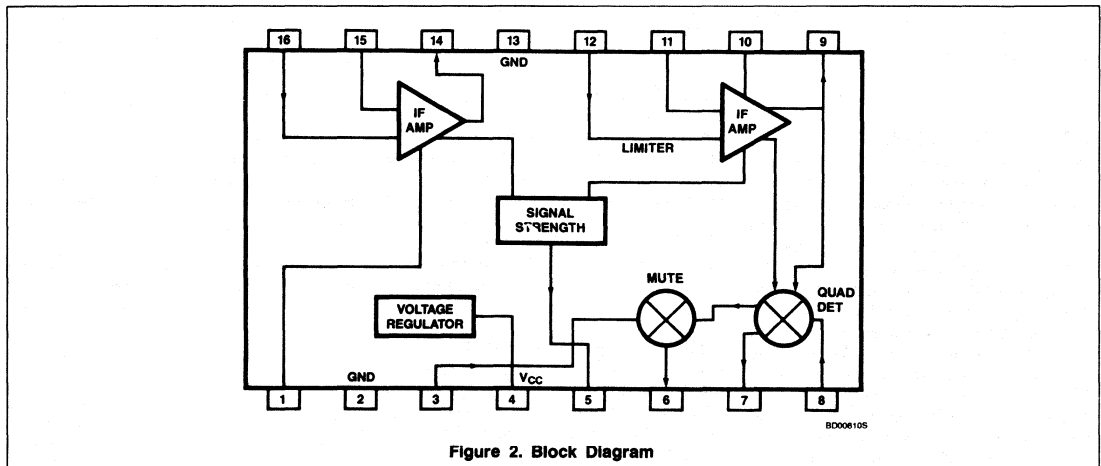 16 15 14 13 12 11 10 9
GND
IF
AMP
IF
AMP
LIMITER
SIGNAL
STRENGTH
MUTE
QUAD
DET
VOLTAGE
REGULATOR
GND
VCC
1 2 3 4 5 6 7 8
BD00810S
Figure 2. Block Diagram